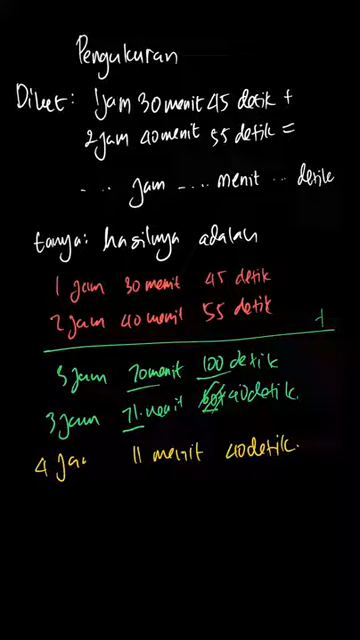 Pengukuran
Diket: 1 jam 30 menit 45 detik +
2 jam 40 menit 55 detik =
.... jam ..... menit ... detik
tanya: hasilnya adalah
1 jam 30 menit 45 detik
2 jam 40 menit 55 detik +
3 jam 70 menit 100 detik
3 jam 71 menit 40 detik.
4 jam 11 menit 40 detik.